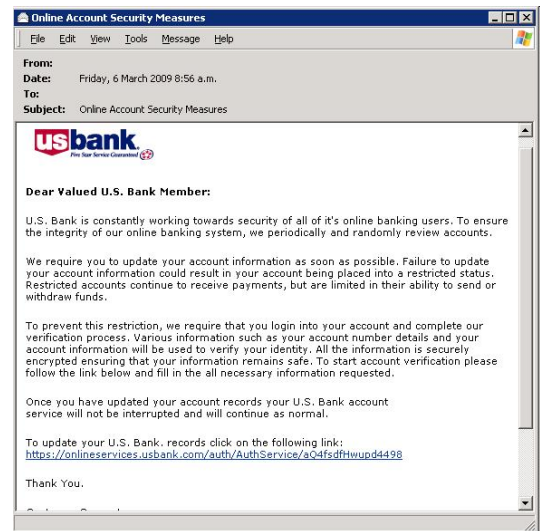 Online Account Security Measures
File Edit View Tools Message Help
From:
Date: Friday, 6 March 2009 8:56 a.m.
To:
Subject: Online Account Security Measures
usbank.
Five Star Service Guaranteed
Dear Valued U.S. Bank Member:
U.S. Bank is constantly working towards security of all of it's online banking users. To ensure
the integrity of our online banking system, we periodically and randomly review accounts.
We require you to update your account information as soon as possible. Failure to update
your account information could result in your account being placed into a restricted status.
Restricted accounts continue to receive payments, but are limited in their ability to send or
withdraw funds.
To prevent this restriction, we require that you login into your account and complete our
verification process. Various information such as your account number details and your
account information will be used to verify your identity. All the information is securely
encrypted ensuring that your information remains safe. To start account verification please
follow the link below and fill in the all necessary information requested.
Once you have updated your account records your U.S. Bank account
service will not be interrupted and will continue as normal.
To update your U.S. Bank. records click on the following link:
https://onlineservices.usbank.com/auth/AuthService/aQ4fsdfHwupd4498
Thank You.